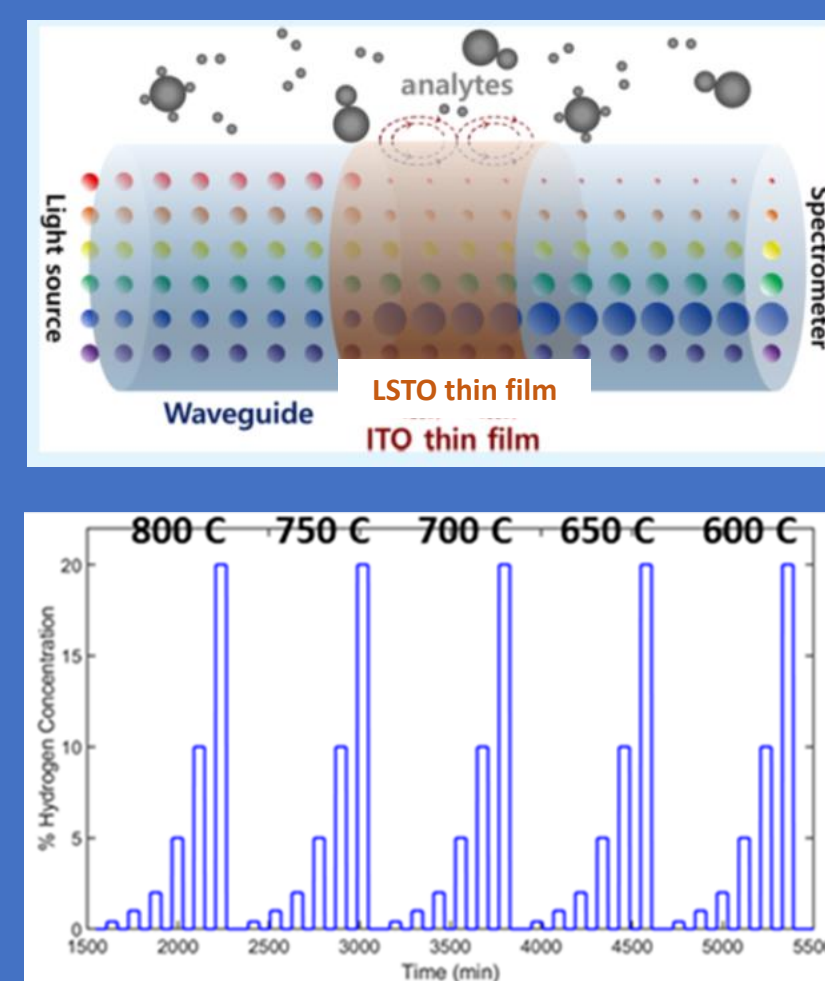 analytes
Light source
Spectrometer
LSTO thin film
Waveguide
ITO thin film
800 C 750 C 700 C 650 C 600 C
% Hydrogen Concentration
20
15
10
5
0
1500 2000 2500 3000 3500 4000 4500 5000 550
Time (min)